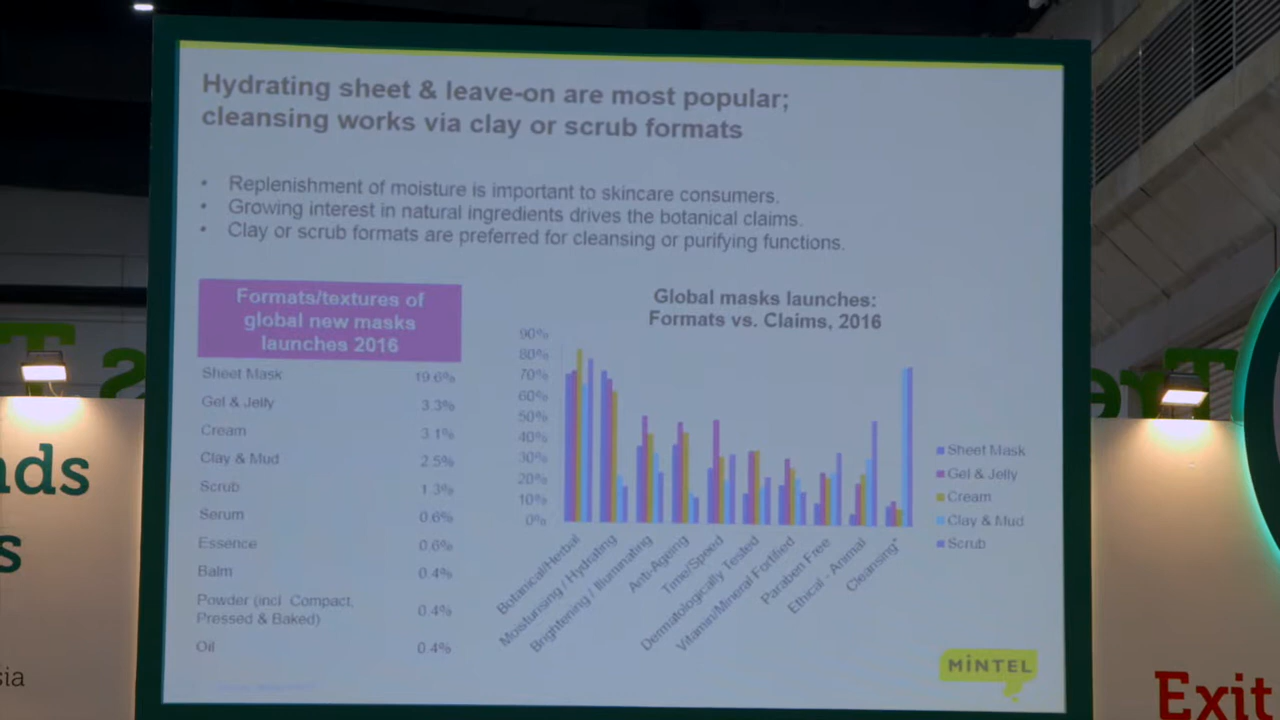 Hydrating sheet & leave-on are most popular;
cleansing works via clay or scrub formats
• Replenishment of moisture is important to skincare consumers.
• Growing interest in natural ingredients drives the botanical claims.
• Clay or scrub formats are preferred for cleansing or purifying functions.
Formats/textures of
global new masks
launches 2016
Sheet Mask 19.6%
Gel & Jelly 3.3%
Cream 3.1%
Clay & Mud 2.5%
Scrub 1.3%
Serum 0.6%
Essence 0.6%
Balm 0.4%
Powder (incl. Compact,
Pressed & Baked) 0.4%
Oil 0.4%
Global masks launches:
Formats vs. Claims, 2016
90%
80%
70%
60%
50%
40%
30%
20%
10%
0%
Botanical/Herbal
Moisturising / Hydrating
Brightening / Illuminating
Anti-Ageing
Time/Speed
Dermatologically Tested
Vitamin/Mineral Fortified
Paraben Free
Ethical - Animal
Cleansing*
Sheet Mask
Gel & Jelly
Cream
Clay & Mud
Scrub
MiNTEL
nds
s
sia
Tre
Exit